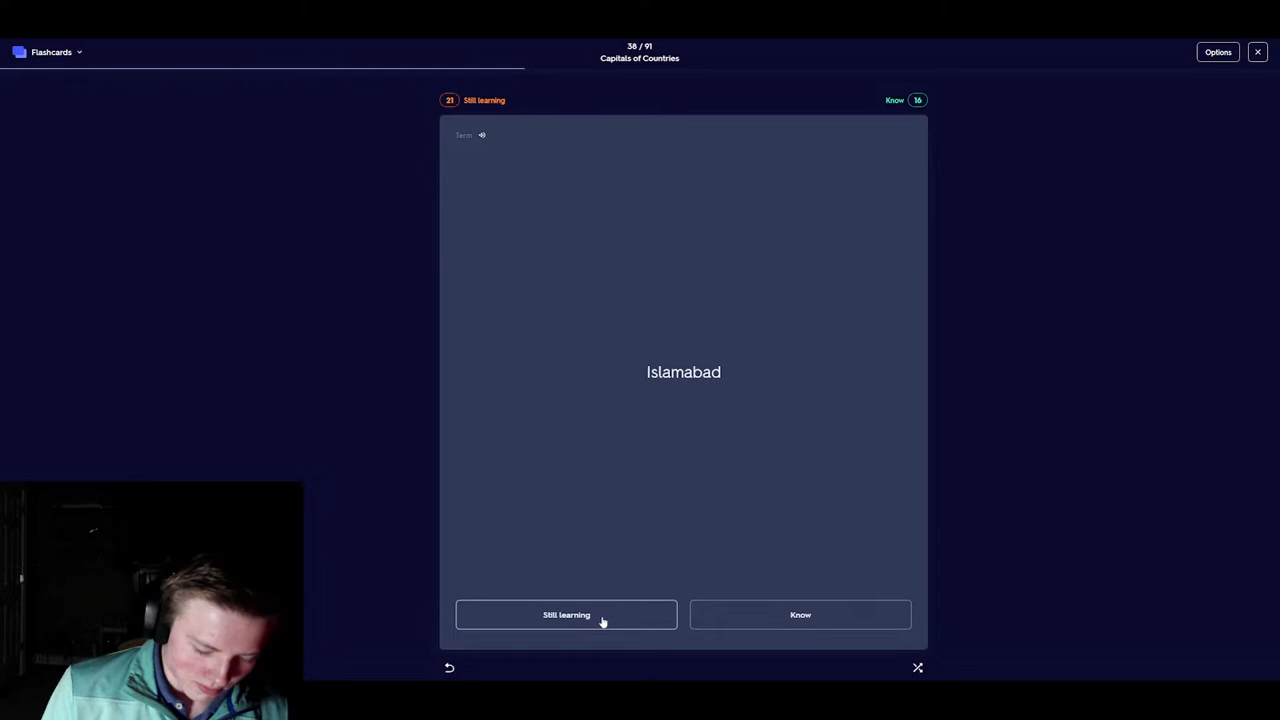 Flashcards
38 / 91
Capitals of Countries
Options
21 Still learning
Know 16
Term
Islamabad
Still learning
Know